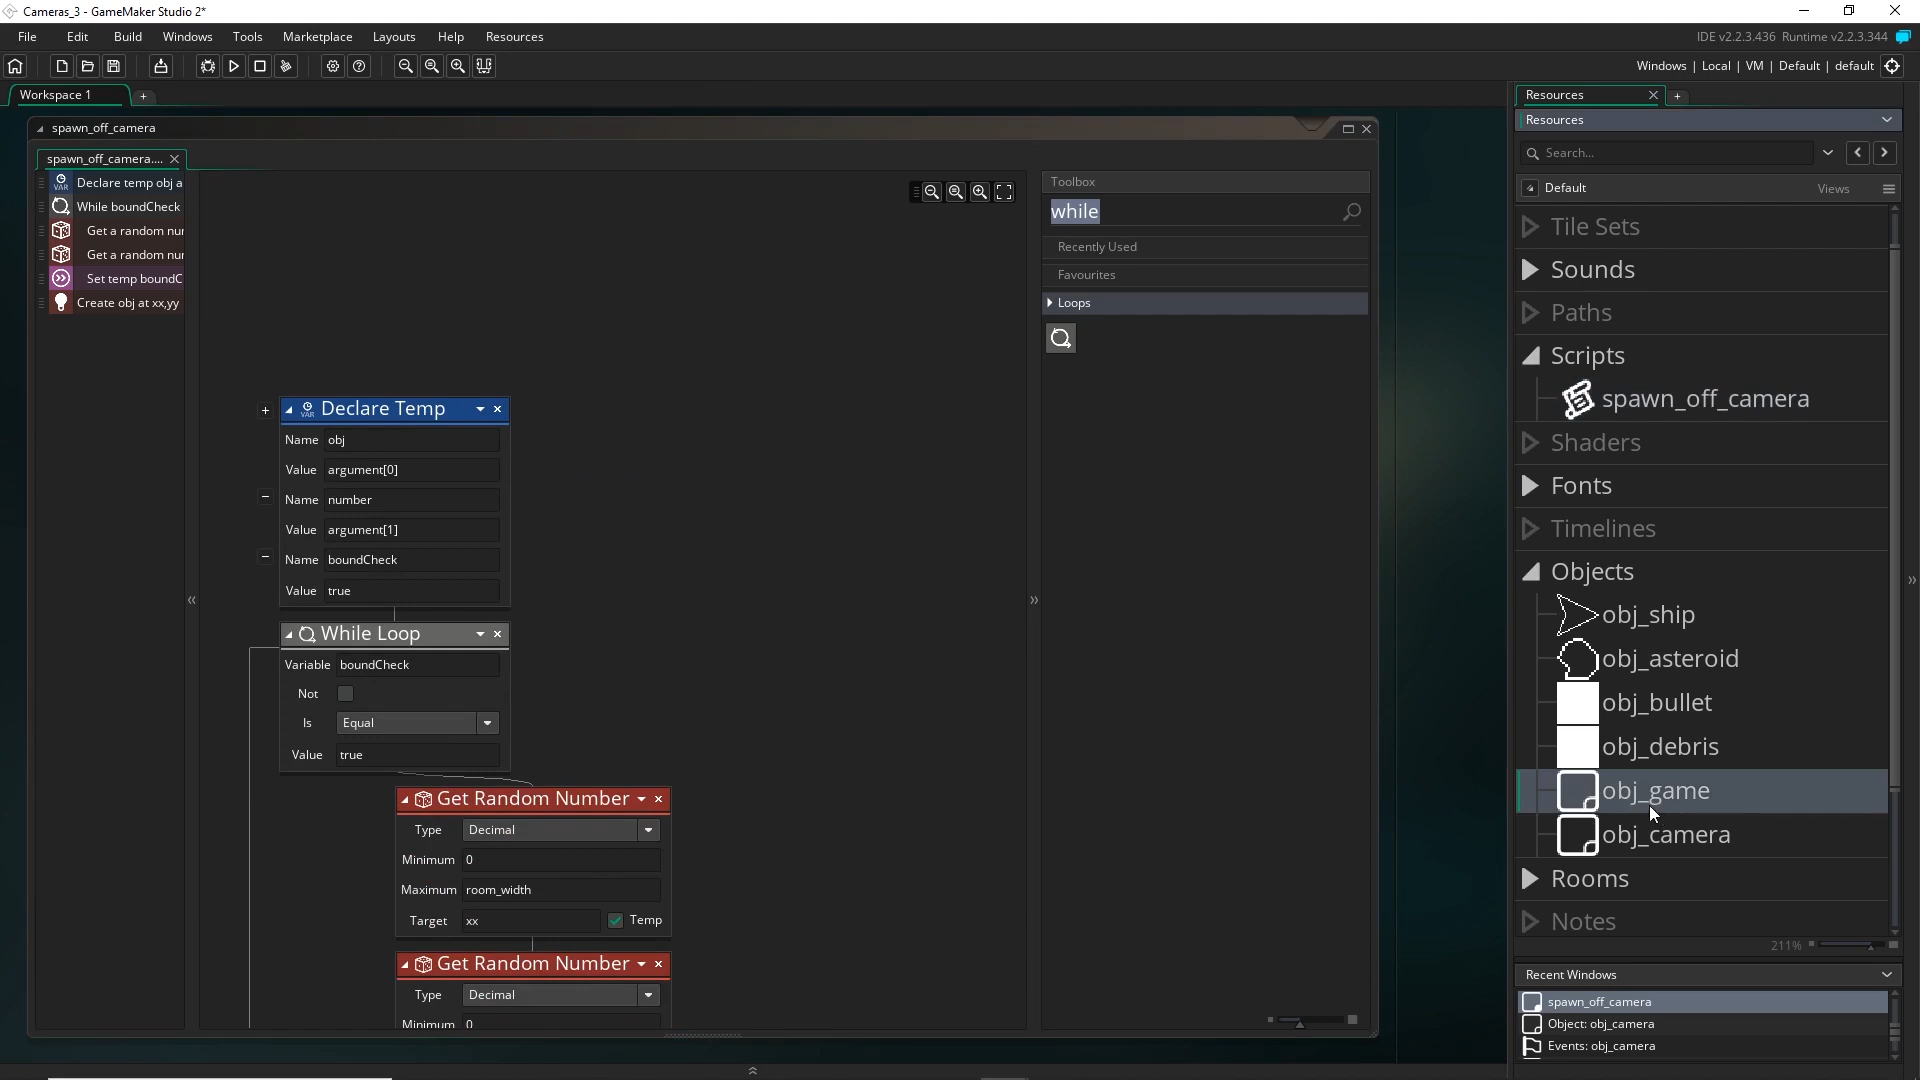 Cameras_3 - GameMaker Studio 2*
File Edit Build Windows Tools Marketplace Layouts Help Resources
IDE v2.2.3.436 Runtime v2.2.3.344
Windows | Local | VM | Default | default
Workspace 1
+
spawn_off_camera
spawn_off_camera....
Declare temp obj a
While boundCheck
Get a random nur
Get a random nur
Set temp boundC
Create obj at xx,yy
VAR Declare Temp
Name obj
Value argument[0]
Name number
Value argument[1]
Name boundCheck
Value true
While Loop
Variable boundCheck
Not
Is Equal
Value true
Get Random Number
Type Decimal
Minimum 0
Maximum room_width
Target xx Temp
Get Random Number
Type Decimal
Minimum 0
Toolbox
while
Recently Used
Favourites
Loops
Resources
+
Resources
Search...
Default Views
Tile Sets
Sounds
Paths
Scripts
spawn_off_camera
Shaders
Fonts
Timelines
Objects
obj_ship
obj_asteroid
obj_bullet
obj_debris
obj_game
obj_camera
Rooms
Notes
211%
Recent Windows
spawn_off_camera
Object: obj_camera
Events: obj_camera